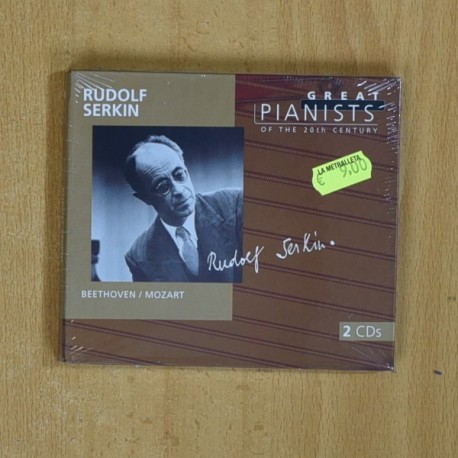 RUDOLF
SERKIN
GREAT
PIANISTS
OF THE 20th CENTURY
LA METRALLETA
€ 9,00
Rudolf Serkin.
BEETHOVEN / MOZART
2 CDs